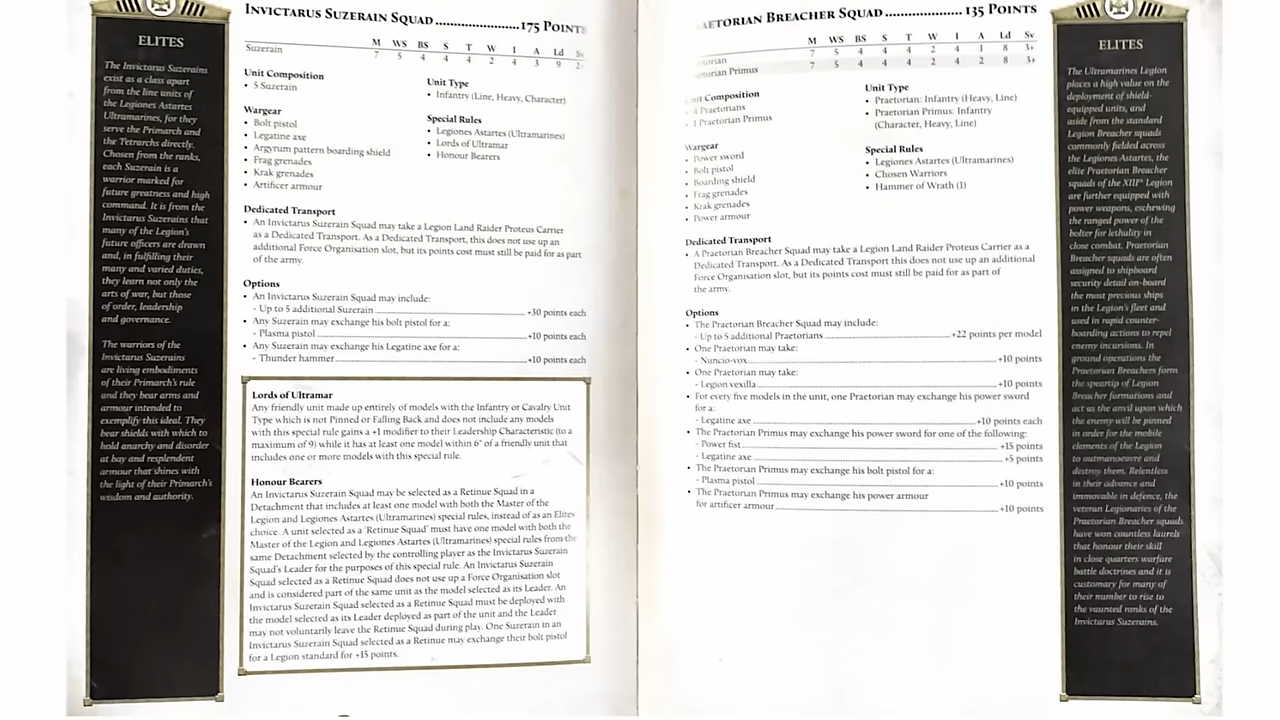 ELITES
The Invictarus Suzerains
exist as a class apart
from the line units of
the Legiones Astartes
Ultramarines, for they
serve the Primarch and
the Tetrarchs directly.
Chosen from the ranks,
each Suzerain is a
warrior marked for
future greatness and high
command. It is from the
Invictarus Suzerains that
many of the Legion's
future officers are drawn
and, in fulfilling their
many and varied duties,
they learn not only the
arts of war, but those
of order, leadership
and governance.
The warriors of the
Invictarus Suzerains
are living embodiments
of their Primarch's rule
and they bear arms and
armour intended to
exemplify this ideal. They
bear shields with which to
hold anarchy and disorder
at bay and resplendent
armour that shines with
the light of their Primarch's
wisdom and authority.
INVICTARUS SUZERAIN SQUAD ....................175 POINTS
M WS BS S T W I A Ld Sv
Suzerain 7 5 4 4 4 2 4 3 9 2-
Unit Composition
• 5 Suzerain
Unit Type
• Infantry (Line, Heavy, Character)
Wargear
• Bolt pistol
• Legatine axe
• Argyrum pattern boarding shield
• Frag grenades
• Krak grenades
• Artificer armour
Special Rules
• Legiones Astartes (Ultramarines)
• Lords of Ultramar
• Honour Bearers
Dedicated Transport
• An Invictarus Suzerain Squad may take a Legion Land Raider Proteus Carrier
as a Dedicated Transport. As a Dedicated Transport, this does not use up an
additional Force Organisation slot, but its points cost must still be paid for as part
of the army.
Options
• An Invictarus Suzerain Squad may include:
- Up to 5 additional Suzerain +30 points each
• Any Suzerain may exchange his bolt pistol for a:
- Plasma pistol +10 points each
• Any Suzerain may exchange his Legatine axe for a:
- Thunder hammer +10 points each
Lords of Ultramar
Any friendly unit made up entirely of models with the Infantry or Cavalry Unit
Type which is not Pinned or Falling Back and does not include any models
with this special rule gains a +1 modifier to their Leadership Characteristic (to a
maximum of 9) while it has at least one model within 6" of a friendly unit that
includes one or more models with this special rule.
Honour Bearers
An Invictarus Suzerain Squad may be selected as a Retinue Squad in a
Detachment that includes at least one model with both the Master of the
Legion and Legiones Astartes (Ultramarines) special rules, instead of as an Elites
choice. A unit selected as a 'Retinue Squad' must have one model with both the
Master of the Legion and Legiones Astartes (Ultramarines) special rules from the
same Detachment selected by the controlling player as the Invictarus Suzerain
Squad's Leader for the purposes of this special rule. An Invictarus Suzerain
Squad selected as a Retinue Squad does not use up a Force Organisation slot
and is considered part of the same unit as the model selected as its Leader. An
Invictarus Suzerain Squad selected as a Retinue Squad must be deployed with
the model selected as its Leader deployed as part of the unit and the Leader
may not voluntarily leave the Retinue Squad during play. One Suzerain in an
Invictarus Suzerain Squad selected as a Retinue may exchange their bolt pistol
for a Legion standard for +15 points.
AETORIAN BREACHER SQUAD .................. 135 POINTS
M WS BS S T W I A Ld Sv
torian 7 5 4 4 4 2 4 1 8 3+
etorian Primus 7 5 4 4 4 2 4 2 8 3+
nit Composition
• 4 Praetorians
• 1 Praetorian Primus
Unit Type
• Praetorian: Infantry (Heavy, Line)
• Praetorian Primus: Infantry
(Character, Heavy, Line)
Wargear
• Power sword
• Bolt pistol
• Boarding shield
• Frag grenades
• Krak grenades
• Power armour
Special Rules
• Legiones Astartes (Ultramarines)
• Chosen Warriors
• Hammer of Wrath (1)
Dedicated Transport
• A Praetorian Breacher Squad may take a Legion Land Raider Proteus Carrier as a
Dedicated Transport. As a Dedicated Transport this does not use up an additional
Force Organisation slot, but its points cost must still be paid for as part of
the army.
Options
• The Praetorian Breacher Squad may include:
- Up to 5 additional Praetorians +22 points per model
• One Praetorian may take:
- Nuncio-vox +10 points
• One Praetorian may take:
- Legion vexilla +10 points
• For every five models in the unit, one Praetorian may exchange his power sword
for a:
- Legatine axe +10 points each
• The Praetorian Primus may exchange his power sword for one of the following:
- Power fist +15 points
- Legatine axe +5 points
• The Praetorian Primus may exchange his bolt pistol for a:
- Plasma pistol +10 points
• The Praetorian Primus may exchange his power armour
for artificer armour +10 points
ELITES
The Ultramarines Legion
places a high value on the
deployment of shield-
equipped units, and
aside from the standard
Legion Breacher squads
commonly fielded across
the Legiones Astartes, the
elite Praetorian Breacher
squads of the XIIIth Legion
are further equipped with
power weapons, eschewing
the ranged power of the
bolter for lethality in
close combat. Praetorian
Breacher squads are often
assigned to shipboard
security detail on-board
the most precious ships
in the Legion's fleet and
used in rapid counter-
boarding actions to repel
enemy incursions. In
ground operations the
Praetorian Breachers form
the speartip of Legion
Breacher formations and
act as the anvil upon which
the enemy will be pinned
in order for the mobile
elements of the Legion
to outmanoeuvre and
destroy them. Relentless
in their advance and
immovable in defence, the
veteran Legionaries of the
Praetorian Breacher squads
have won countless laurels
that honour their skill
in close quarters warfare
battle doctrines and it is
customary for many of
their number to rise to
the vaunted ranks of the
Invictarus Suzerains.